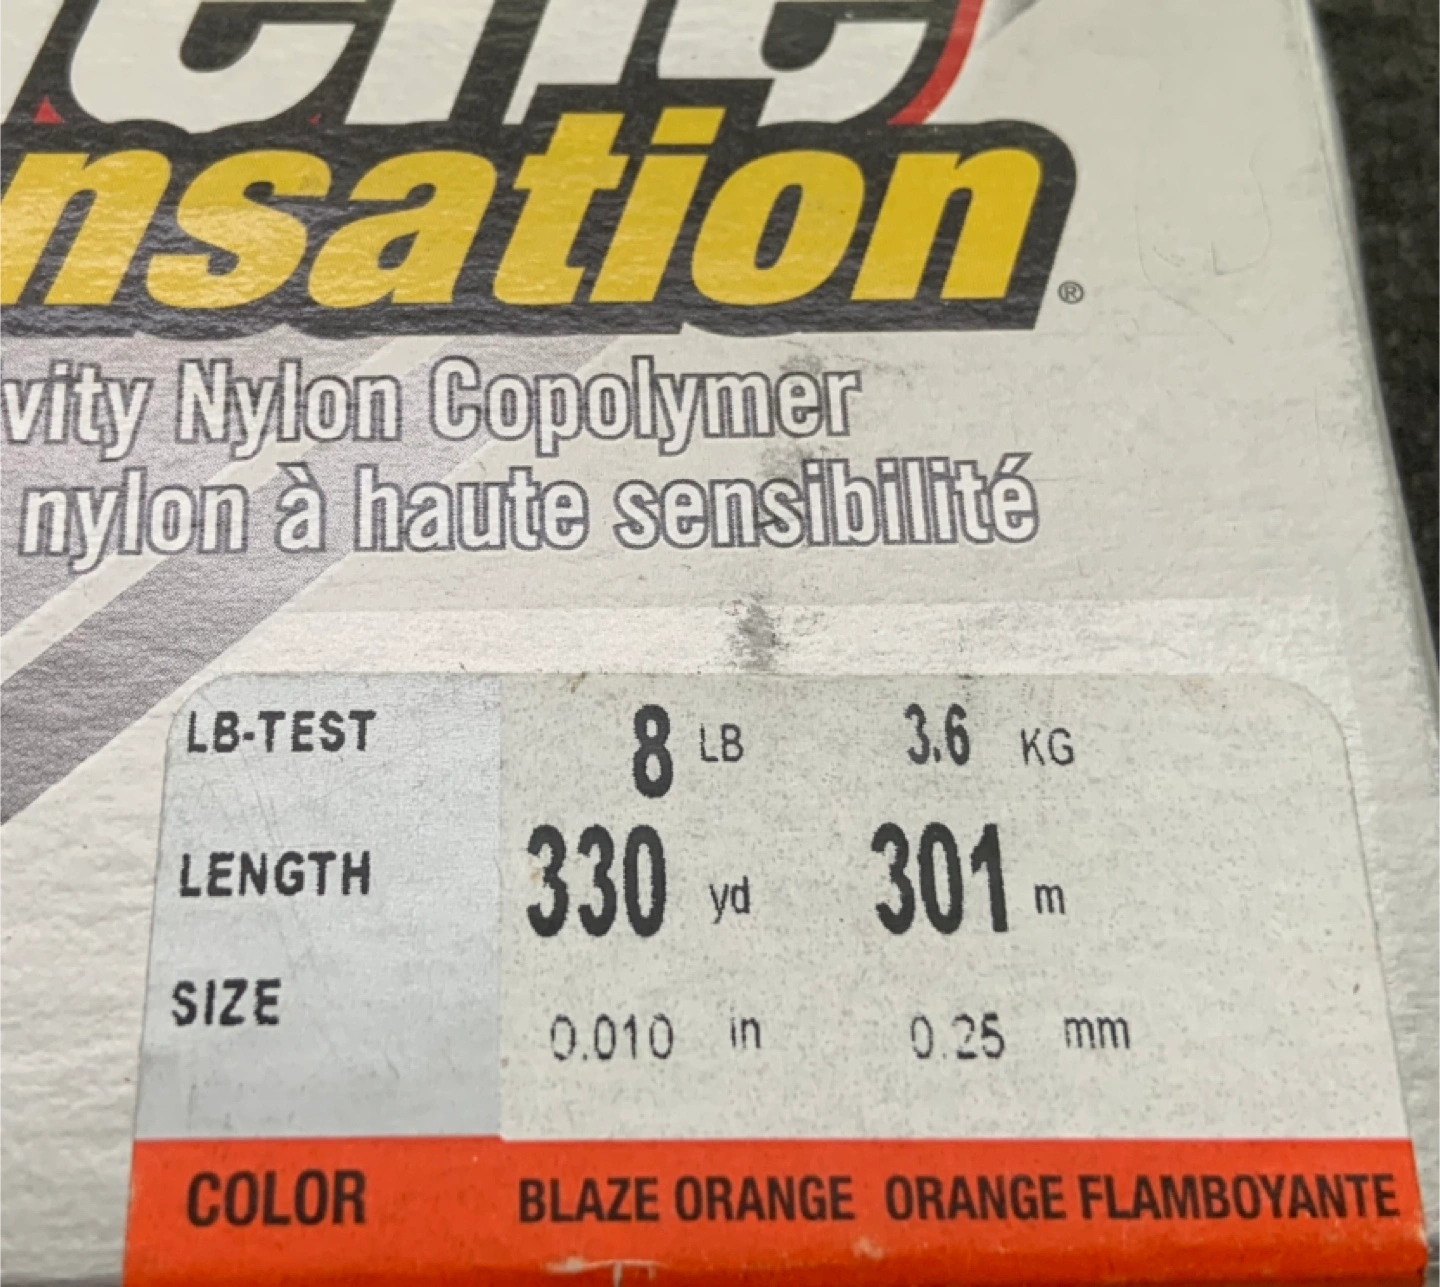 nsation®
vity Nylon Copolymer
nylon à haute sensibilité
LB-TEST 8 LB 3.6 KG
LENGTH 330 yd 301 m
SIZE 0.010 in 0.25 mm
COLOR BLAZE ORANGE ORANGE FLAMBOYANTE